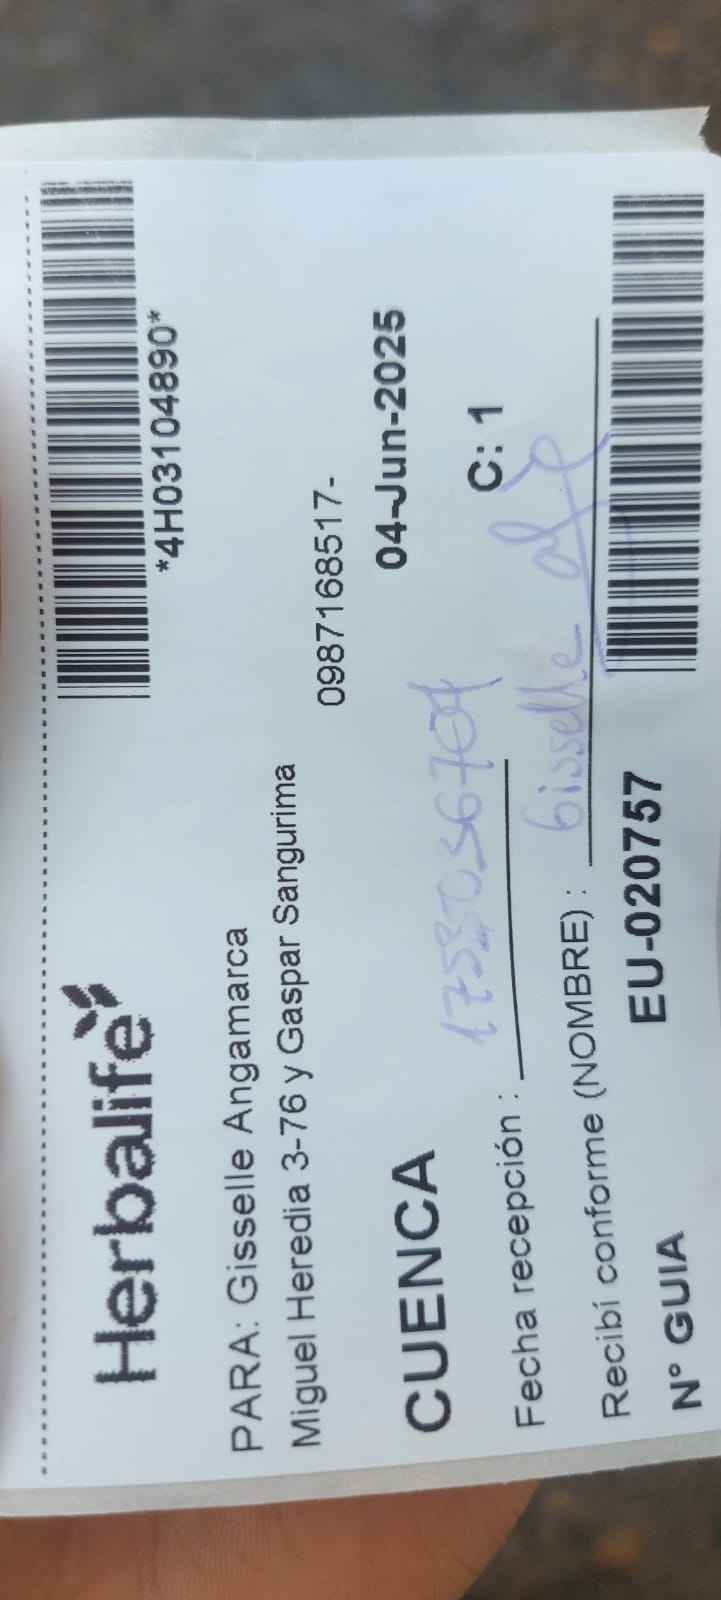 Herbalife
*4H03104890*
PARA: Gisselle Angamarca
Miguel Heredia 3-76 y Gaspar Sangurima
0987168517-
CUENCA 04-Jun-2025
Fecha recepción : C: 1
Recibí conforme (NOMBRE) : Gisselle
N° GUIA EU-020757